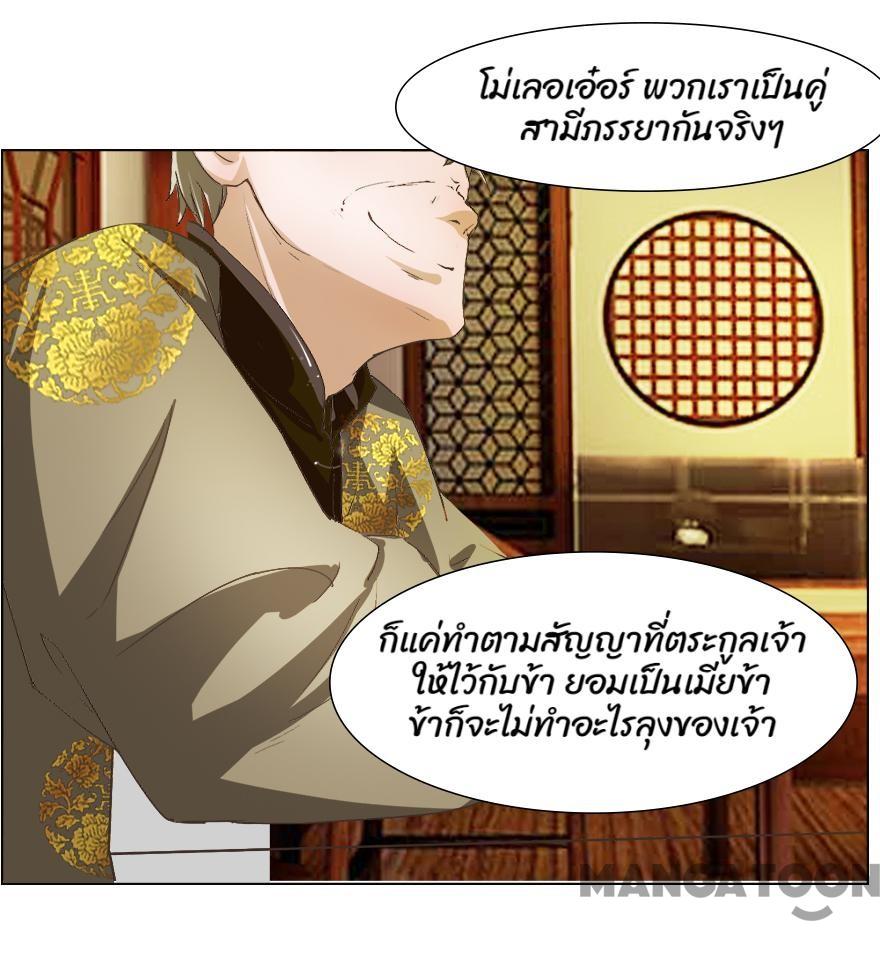 โม่เลอเอ๋อร์ พวกเราเป็นคู่
สามีภรรยากันจริงๆ
ก็แค่ทำตามสัญญาที่ตระกูลเจ้า
ให้ไว้กับข้า ยอมเป็นเมียข้า
ข้าก็จะไม่ทำอะไรลุงของเจ้า
MANGATOON